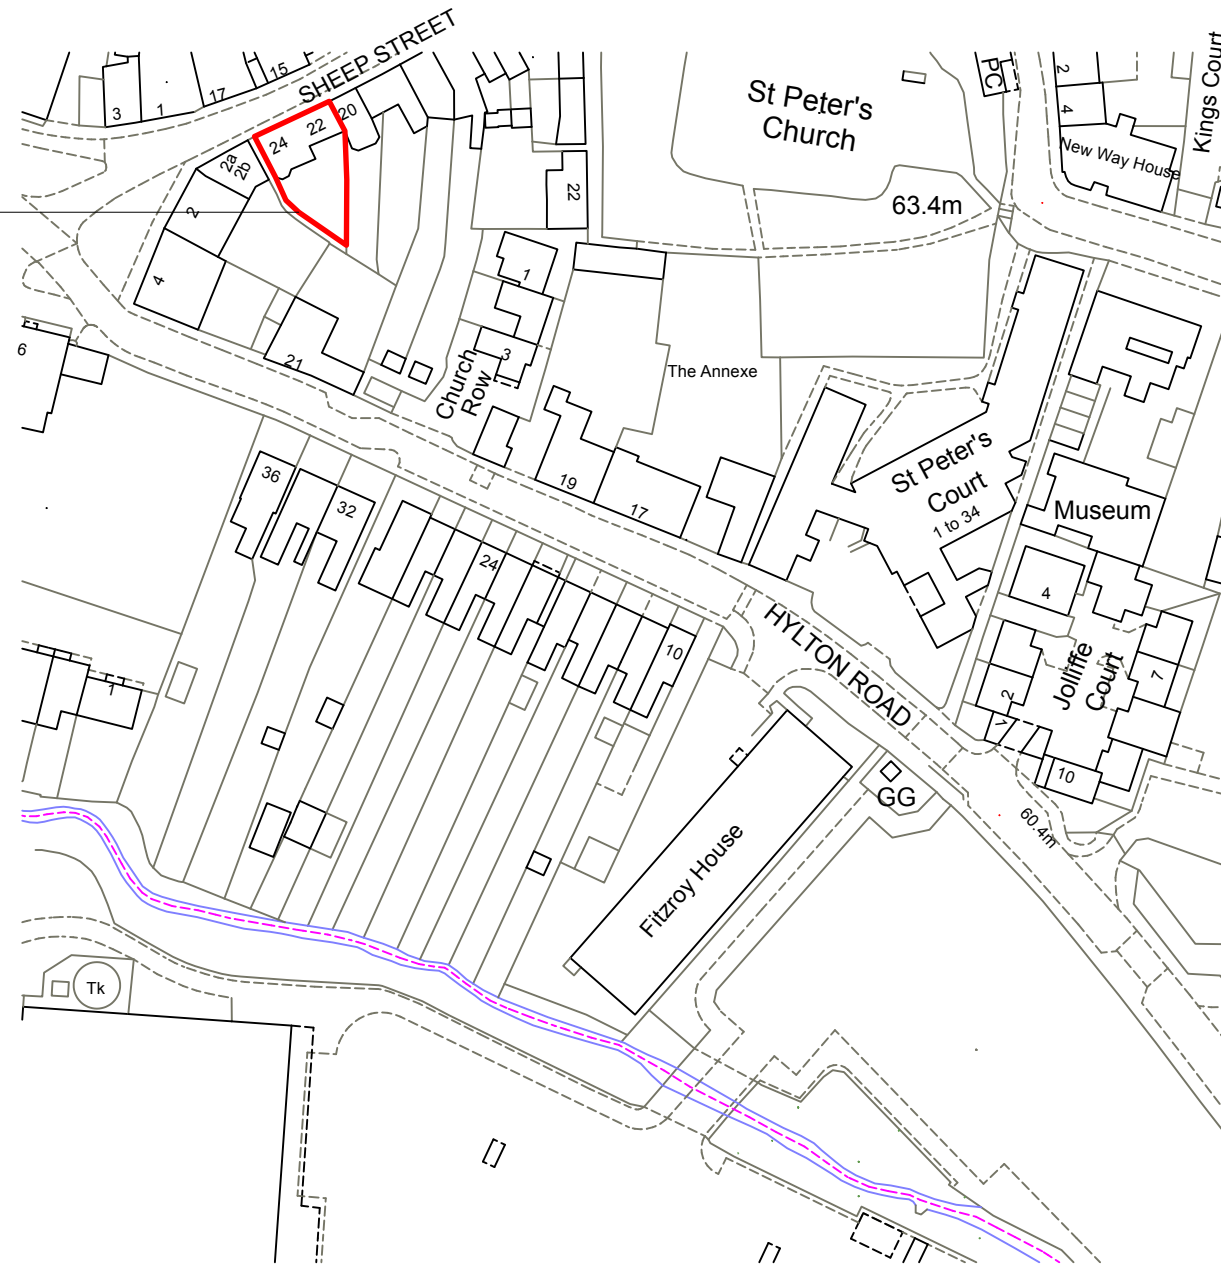 SHEEP STREET
15
17
1
3
20
22
24
2a
2b
2
4
22
St Peter's
Church
63.4m
PC
2
4
New Way House
Kings Court
6
21
1
3
Church
Row
The Annexe
19
17
36
32
24
10
St Peter's
Court
1 to 34
Museum
4
Jolliffe
Court
7
2
1
10
HYLTON ROAD
60.4m
GG
Fitzroy House
1
Tk